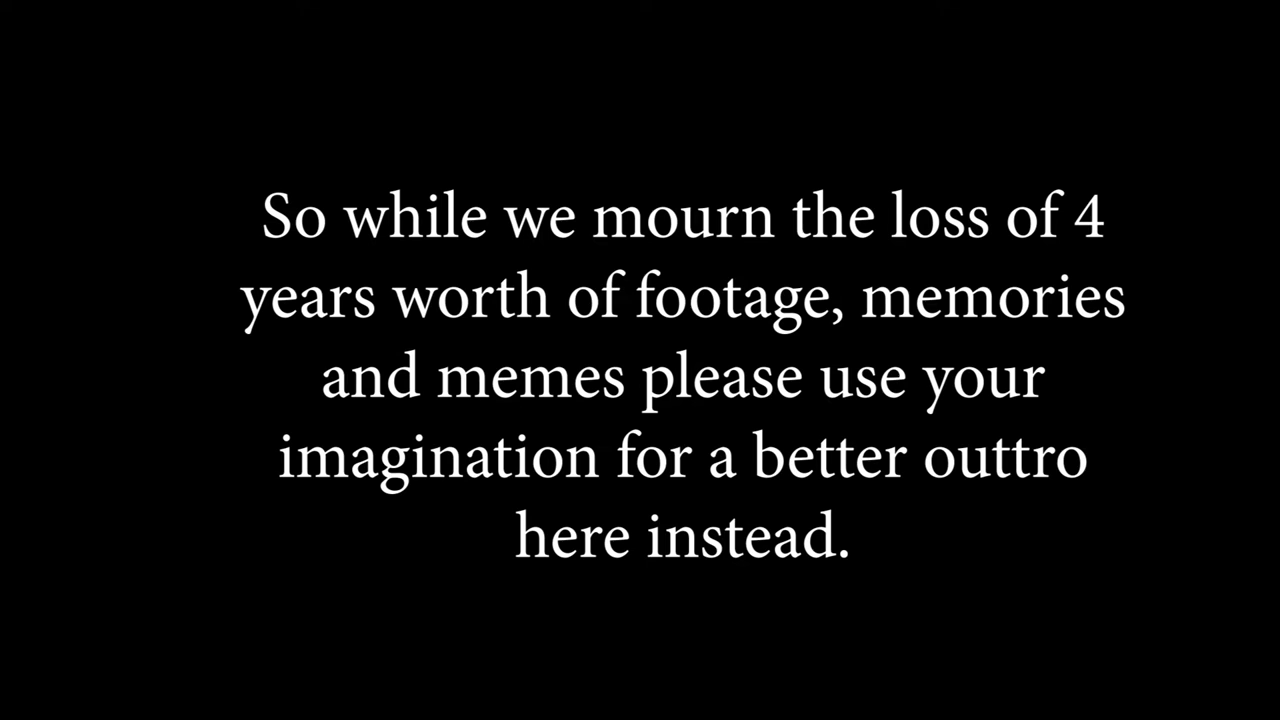 So while we mourn the loss of 4
years worth of footage, memories
and memes please use your
imagination for a better outtro
here instead.